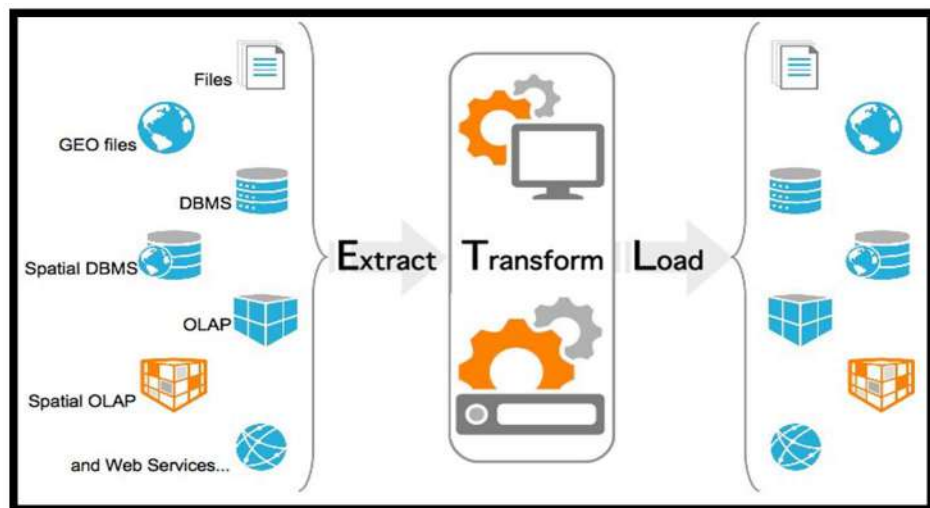 Files
GEO files
DBMS
Spatial DBMS
OLAP
Spatial OLAP
and Web Services...
Extract
Transform
Load